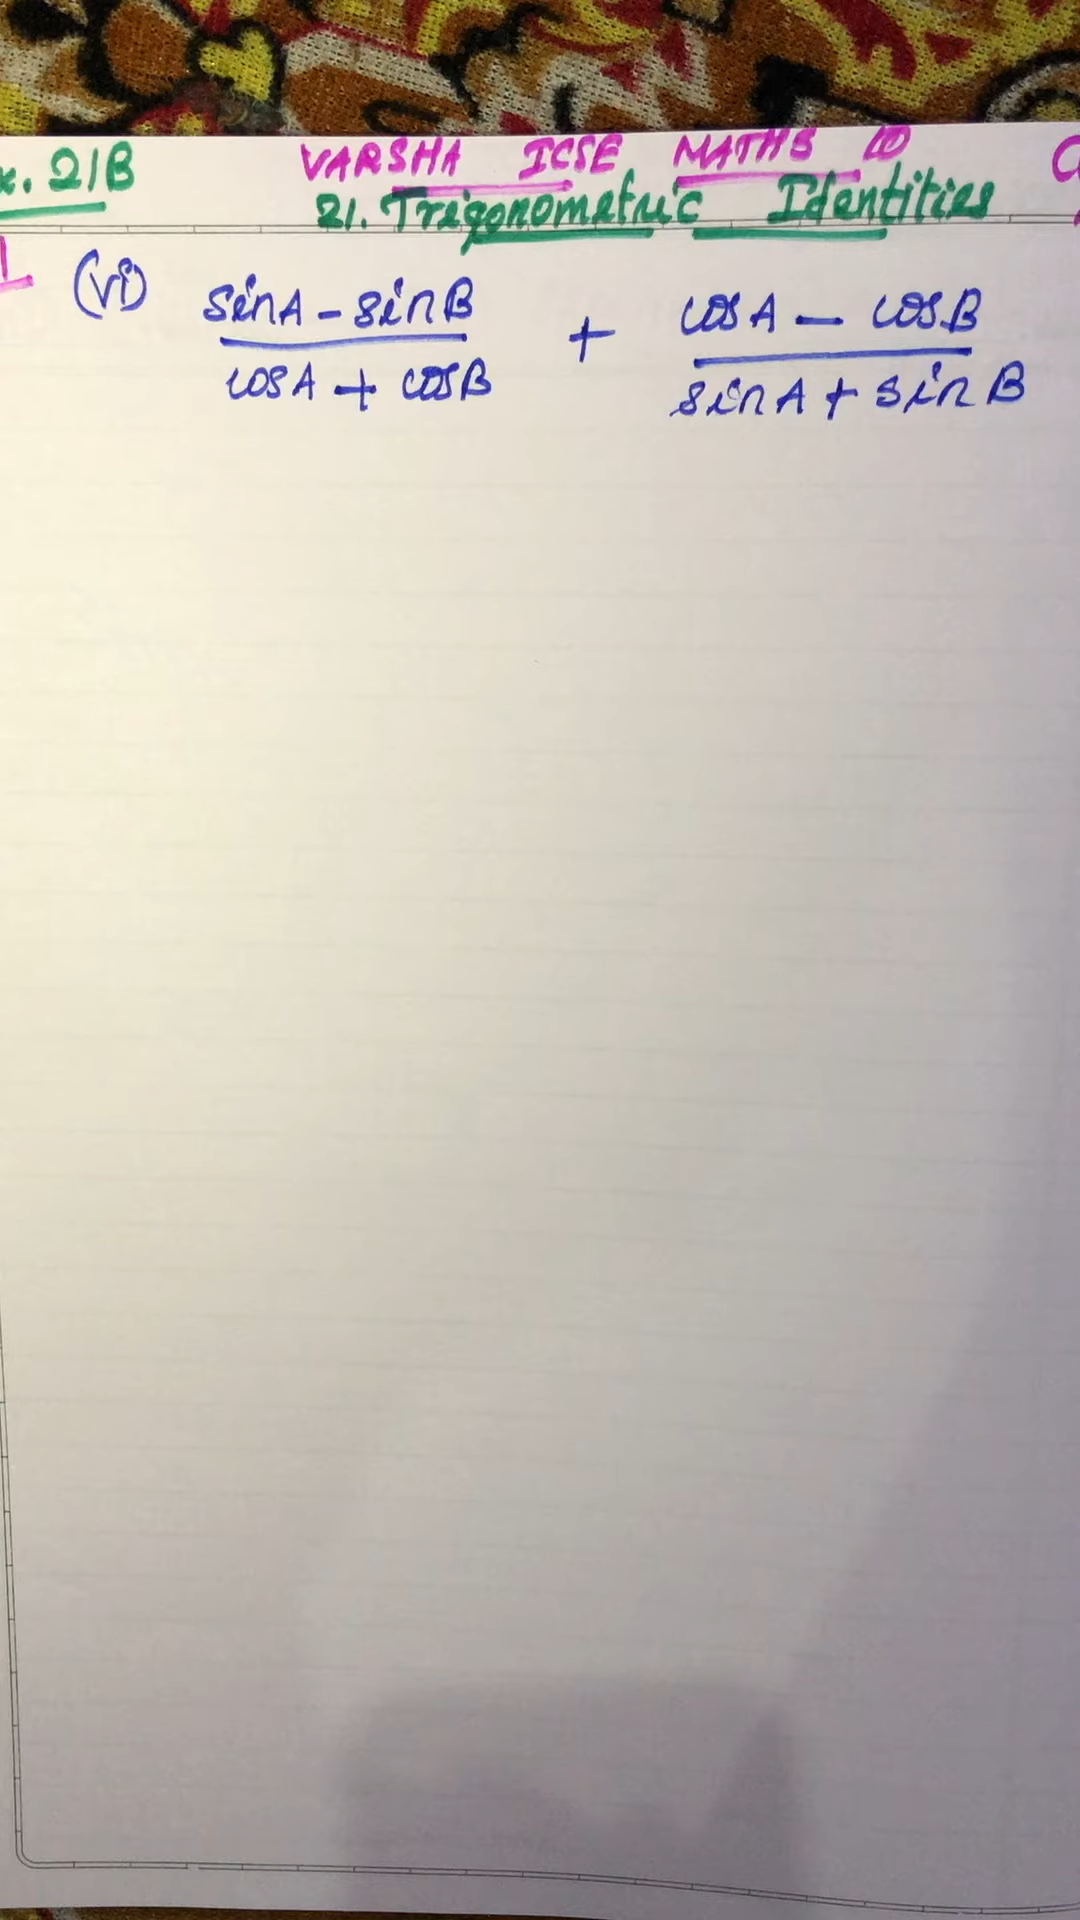 x. 21B VARSHA ICSE MATHS 10
21. Trigonometric Identities
1 (vi) sinA - sinB + cosA - cosB
cosA + cosB sinA + sinB